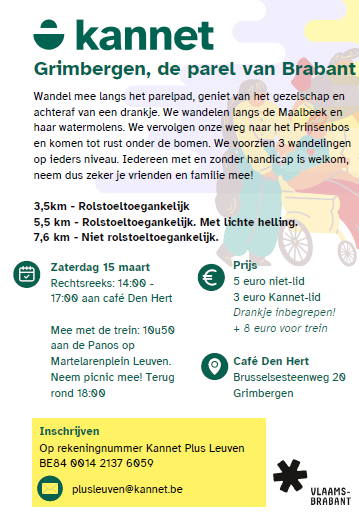 kannet
Grimbergen, de parel van Brabant
Wandel mee langs het parelpad, geniet van het gezelschap en
achteraf van een drankje. We wandelen langs de Maalbeek en
haar watermolens. We vervolgen onze weg naar het Prinsenbos
en komen tot rust onder de bomen. We voorzien 3 wandelingen
op ieders niveau. Iedereen met en zonder handicap is welkom,
neem dus zeker je vrienden en familie mee!
3,5km - Rolstoeltoegankelijk
5,5 km - Rolstoeltoegankelijk. Met lichte helling.
7,6 km - Niet rolstoeltoegankelijk.
Zaterdag 15 maart
Rechtsreeks: 14:00 -
17:00 aan café Den Hert
Mee met de trein: 10u50
aan de Panos op
Martelarenplein Leuven.
Neem picnic mee! Terug
rond 18:00
Prijs
5 euro niet-lid
3 euro Kannet-lid
Drankje inbegrepen!
+ 8 euro voor trein
Café Den Hert
Brusselsesteenweg 20
Grimbergen
Inschrijven
Op rekeningnummer Kannet Plus Leuven
BE84 0014 2137 6059
plusleuven@kannet.be
VLAAMS-
BRABANT